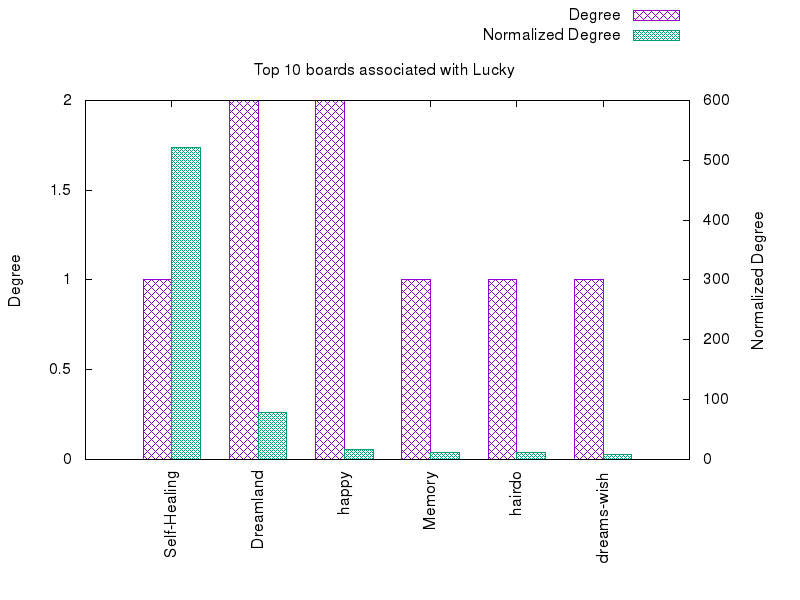 Degree
Normalized Degree
Top 10 boards associated with Lucky
2
1.5
1
0.5
0
600
500
400
300
200
100
0
Degree
Normalized Degree
Self-Healing
Dreamland
happy
Memory
hairdo
dreams-wish